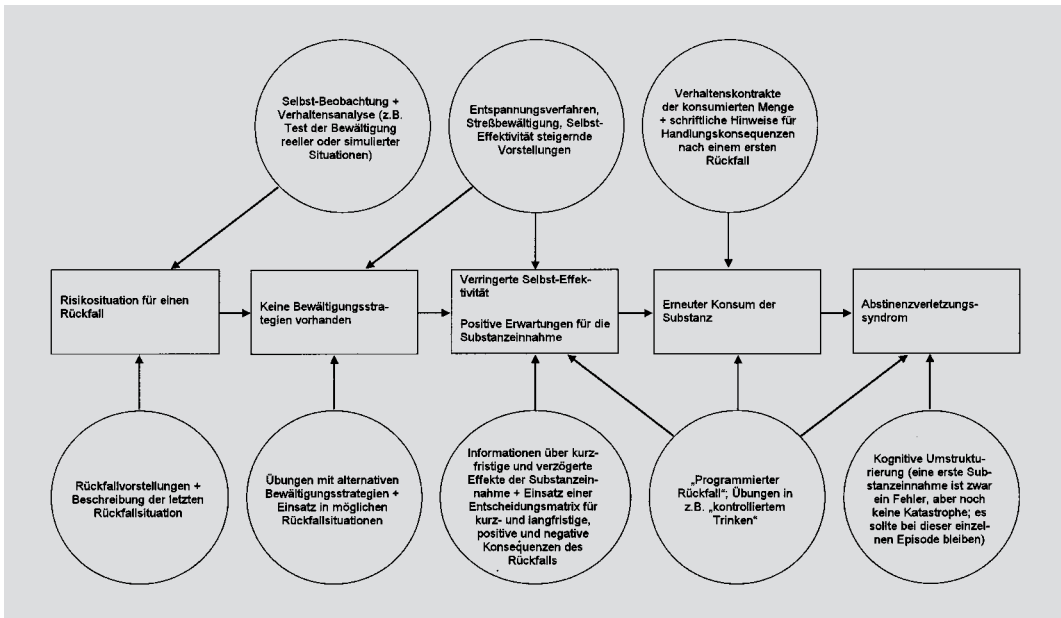 Selbst-Beobachtung +
Verhaltensanalyse (z.B.
Test der Bewältigung
reeller oder simulierter
Situationen)
Entspannungsverfahren,
Streßbewältigung, Selbst-
Effektivität steigernde
Vorstellungen
Verhaltenskontrakte
der konsumierten Menge
+ schriftliche Hinweise für
Handlungskonsequenzen
nach einem ersten
Rückfall
Risikosituation für einen
Rückfall
Keine Bewältigungsstra-
tegien vorhanden
Verringerte Selbst-Effek-
tivität
Positive Erwartungen für die
Substanzeinnahme
Erneuter Konsum der
Substanz
Abstinenzverletzungs-
syndrom
Rückfallvorstellungen +
Beschreibung der letzten
Rückfallsituation
Übungen mit alternativen
Bewältigungsstrategien +
Einsatz in möglichen
Rückfallsituationen
Informationen über kurz-
fristige und verzögerte
Effekte der Substanzein-
nahme + Einsatz einer
Entscheidungsmatrix für
kurz- und langfristige,
positive und negative
Konsequenzen des
Rückfalls
„Programmierter
Rückfall“; Übungen in
z.B. „kontrolliertem
Trinken“
Kognitive Umstruktu-
rierung (eine erste Sub-
stanzeinnahme ist zwar
ein Fehler, aber noch
keine Katastrophe; es
sollte bei dieser einzel-
nen Episode bleiben)